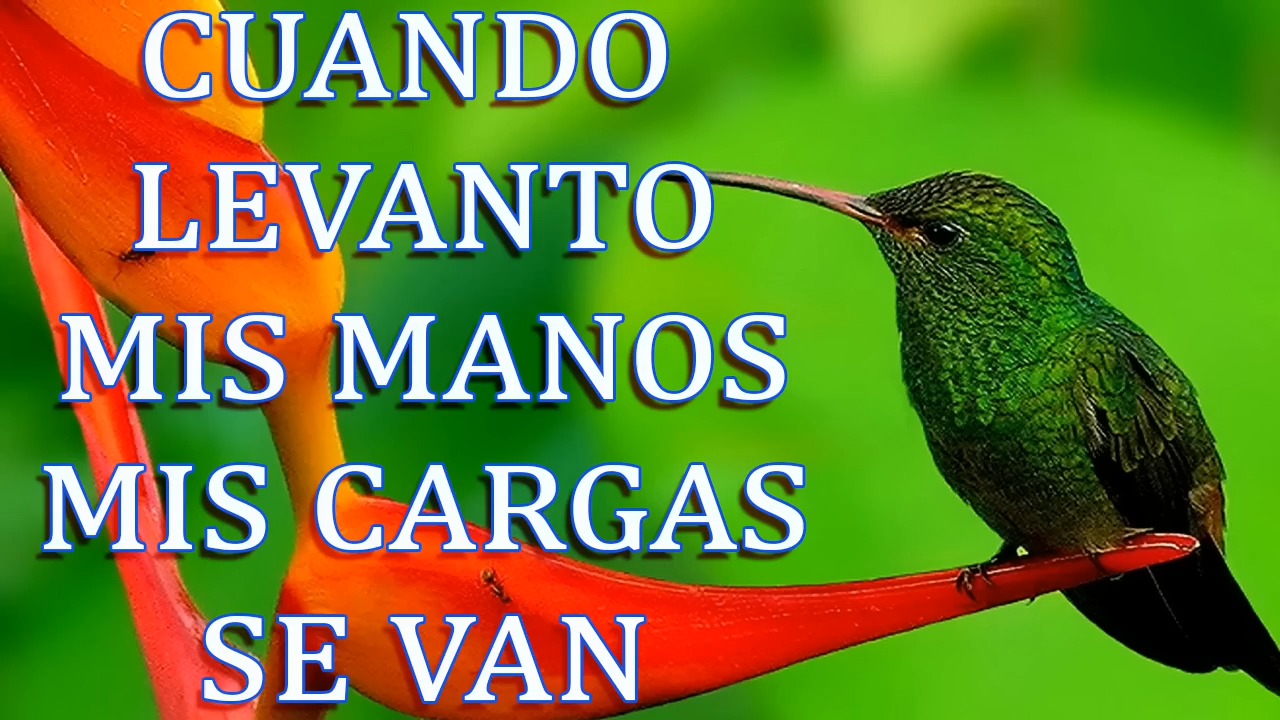 CUANDO
LEVANTO
MIS MANOS
MIS CARGAS
SE VAN